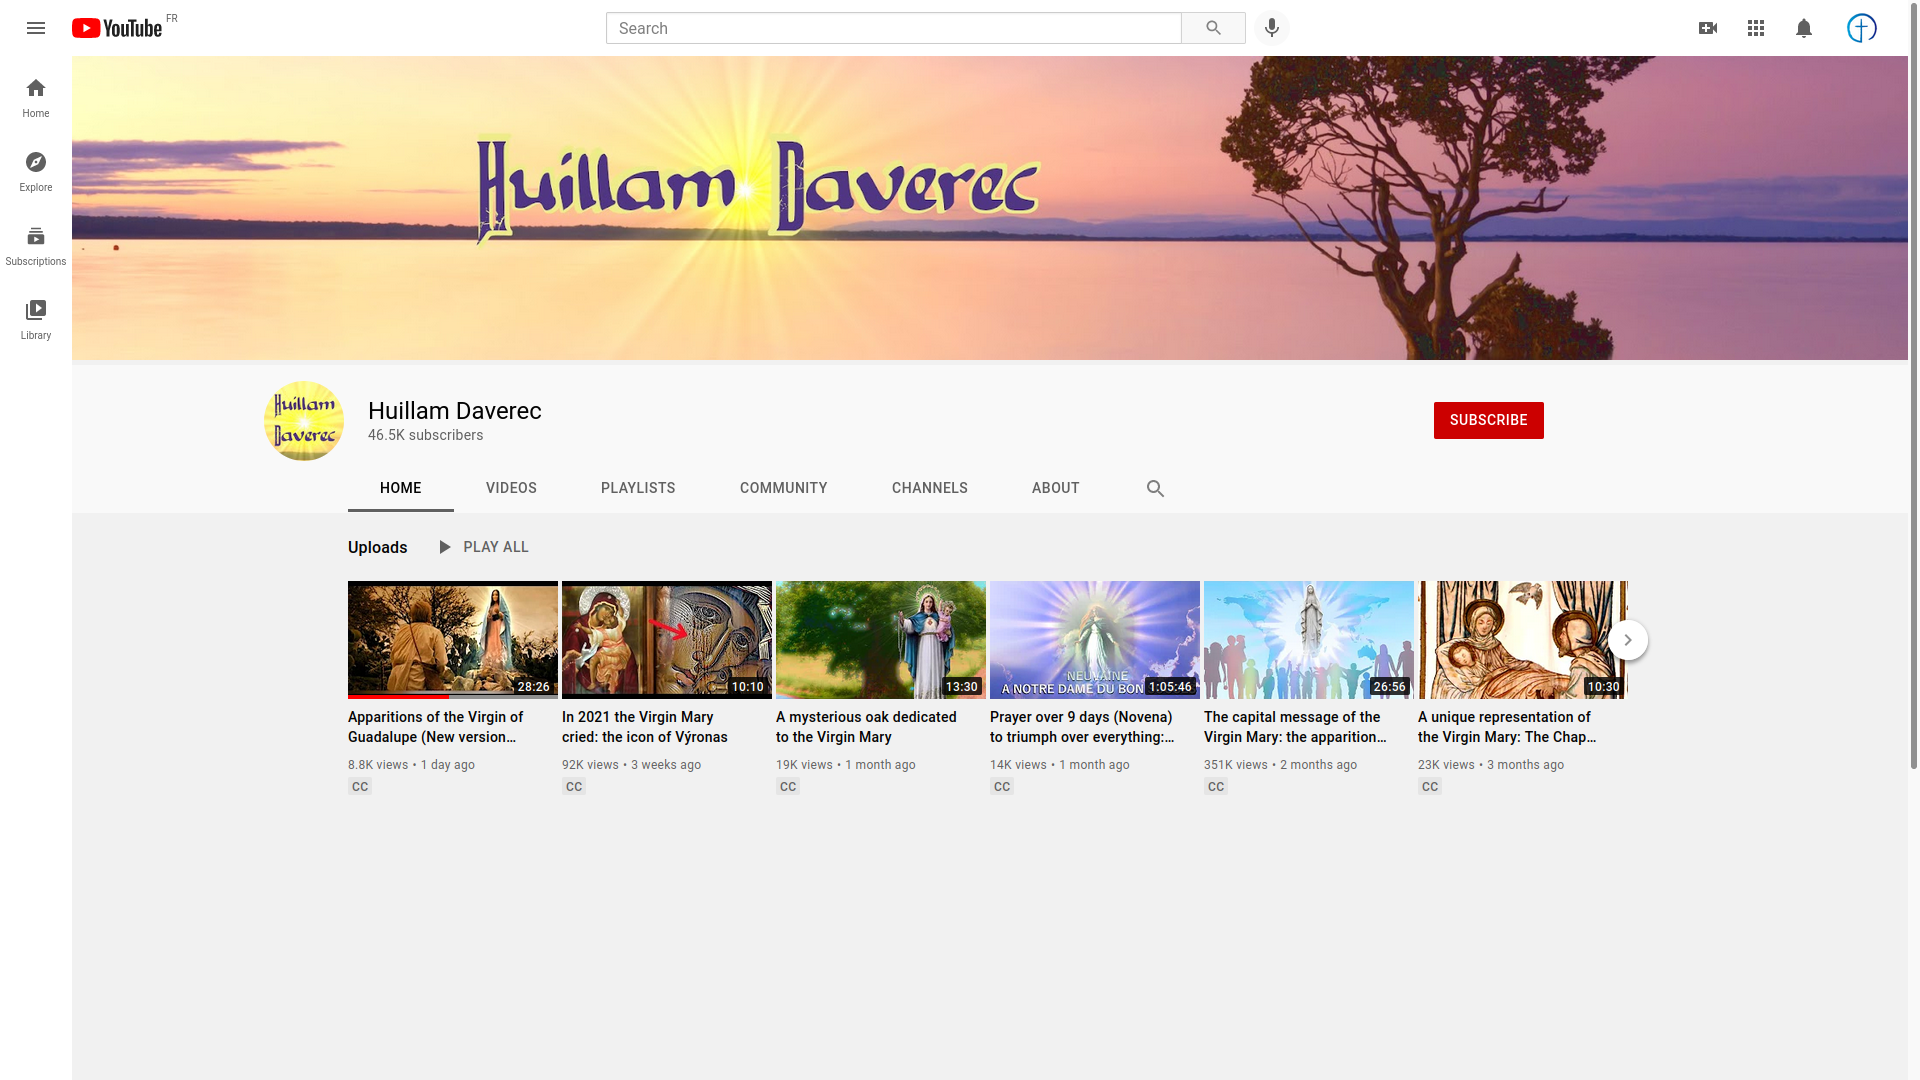 YouTube FR
Search
Home
Explore
Subscriptions
Library
Huillam Daverec
Huillam
Daverec
Huillam Daverec
46.5K subscribers
SUBSCRIBE
HOME VIDEOS PLAYLISTS COMMUNITY CHANNELS ABOUT
Uploads PLAY ALL
28:26
Apparitions of the Virgin of
Guadalupe (New version...
8.8K views • 1 day ago
CC
10:10
In 2021 the Virgin Mary
cried: the icon of Výronas
92K views • 3 weeks ago
CC
13:30
A mysterious oak dedicated
to the Virgin Mary
19K views • 1 month ago
CC
NEUVAINE
A NOTRE DAME DU BON
1:05:46
Prayer over 9 days (Novena)
to triumph over everything:...
14K views • 1 month ago
CC
26:56
The capital message of the
Virgin Mary: the apparition...
351K views • 2 months ago
CC
10:30
A unique representation of
the Virgin Mary: The Chap...
23K views • 3 months ago
CC